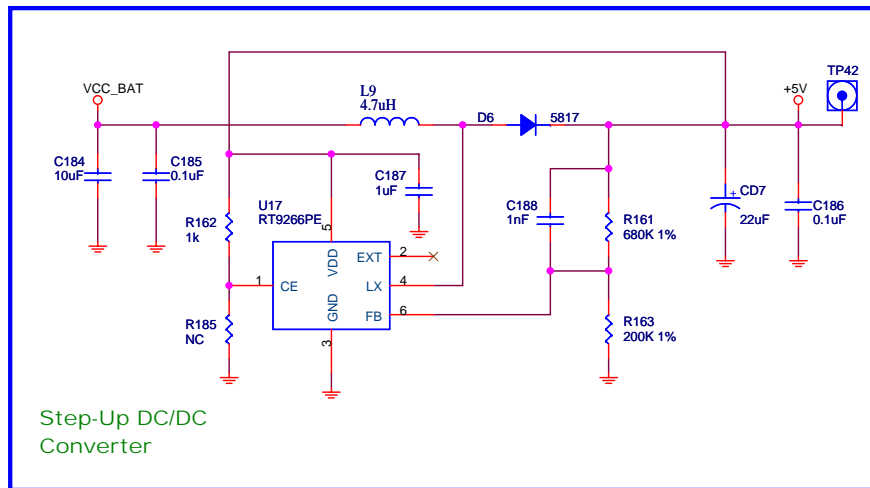 TP42
VCC_BAT
+5V
L9
4.7uH
D6
5817
C184
10uF
C185
0.1uF
C187
1uF
U17
RT9266PE
R162
1k
C188
1nF
R161
680K 1%
+
CD7
22uF
C186
0.1uF
5
VDD
EXT
2
1
CE
LX
4
GND
FB
6
3
R185
NC
R163
200K 1%
Step-Up DC/DC
Converter